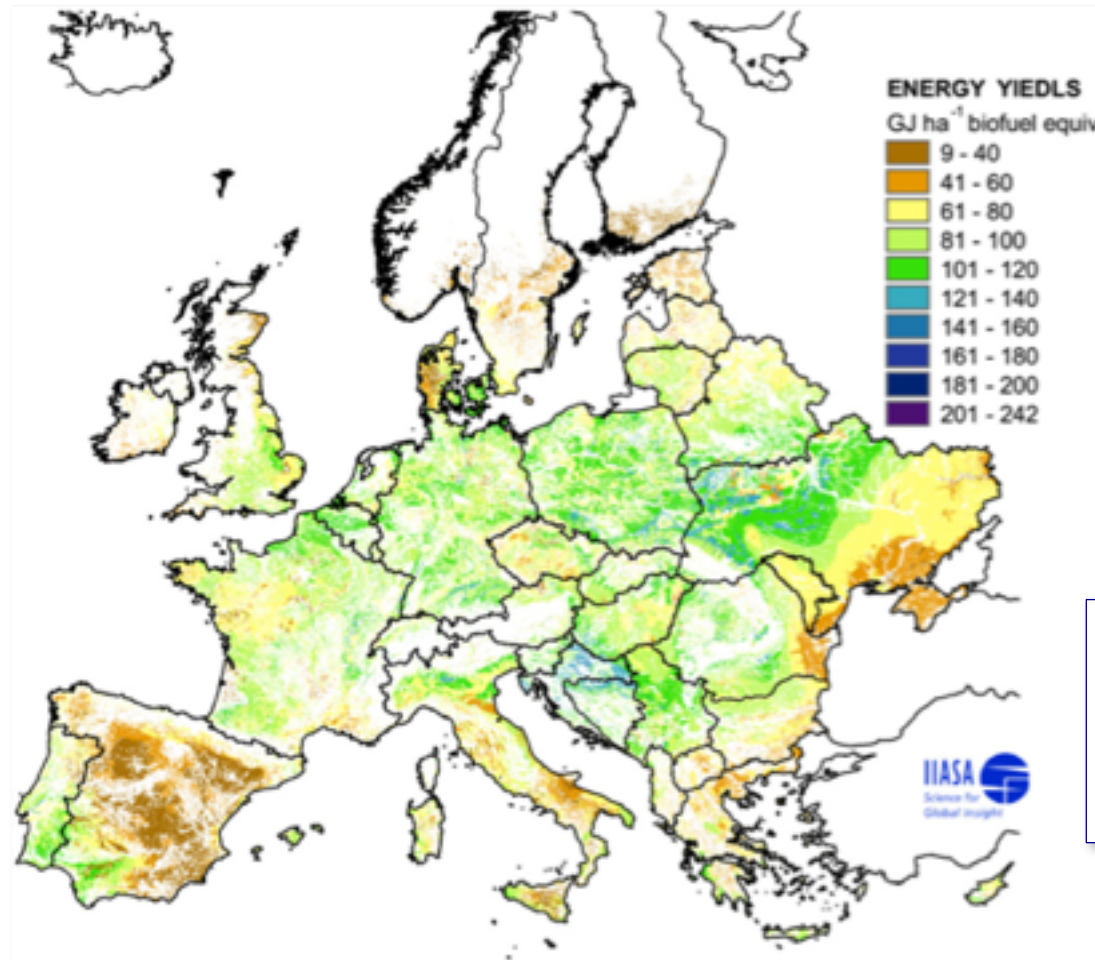 ENERGY YIEDLS
GJ ha⁻¹ biofuel equiv
9 - 40
41 - 60
61 - 80
81 - 100
101 - 120
121 - 140
141 - 160
161 - 180
181 - 200
201 - 242
IIASA
Science for
Global insight